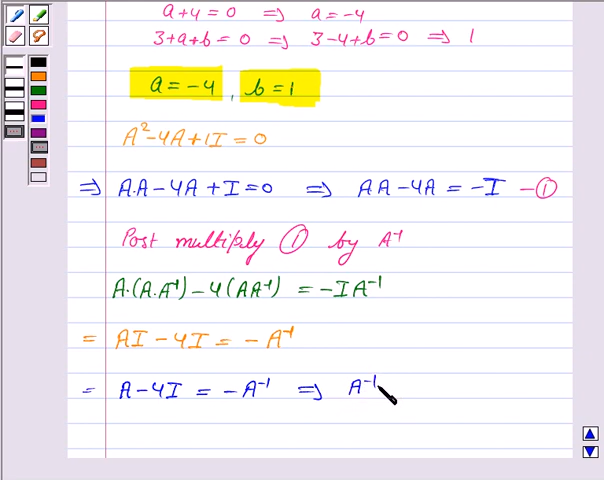 a+4=0 ⇒ a=-4
3+a+b=0 ⇒ 3-4+b=0 ⇒ 1
a=-4, b=1
A²-4A+1I=0
⇒ A.A-4A+I=0 ⇒ A.A-4A=-I -①
Post multiply ① by A⁻¹
A.(A.A⁻¹)-4(AA⁻¹)=-IA⁻¹
= AI-4I=-A⁻¹
= A-4I=-A⁻¹ ⇒ A⁻¹